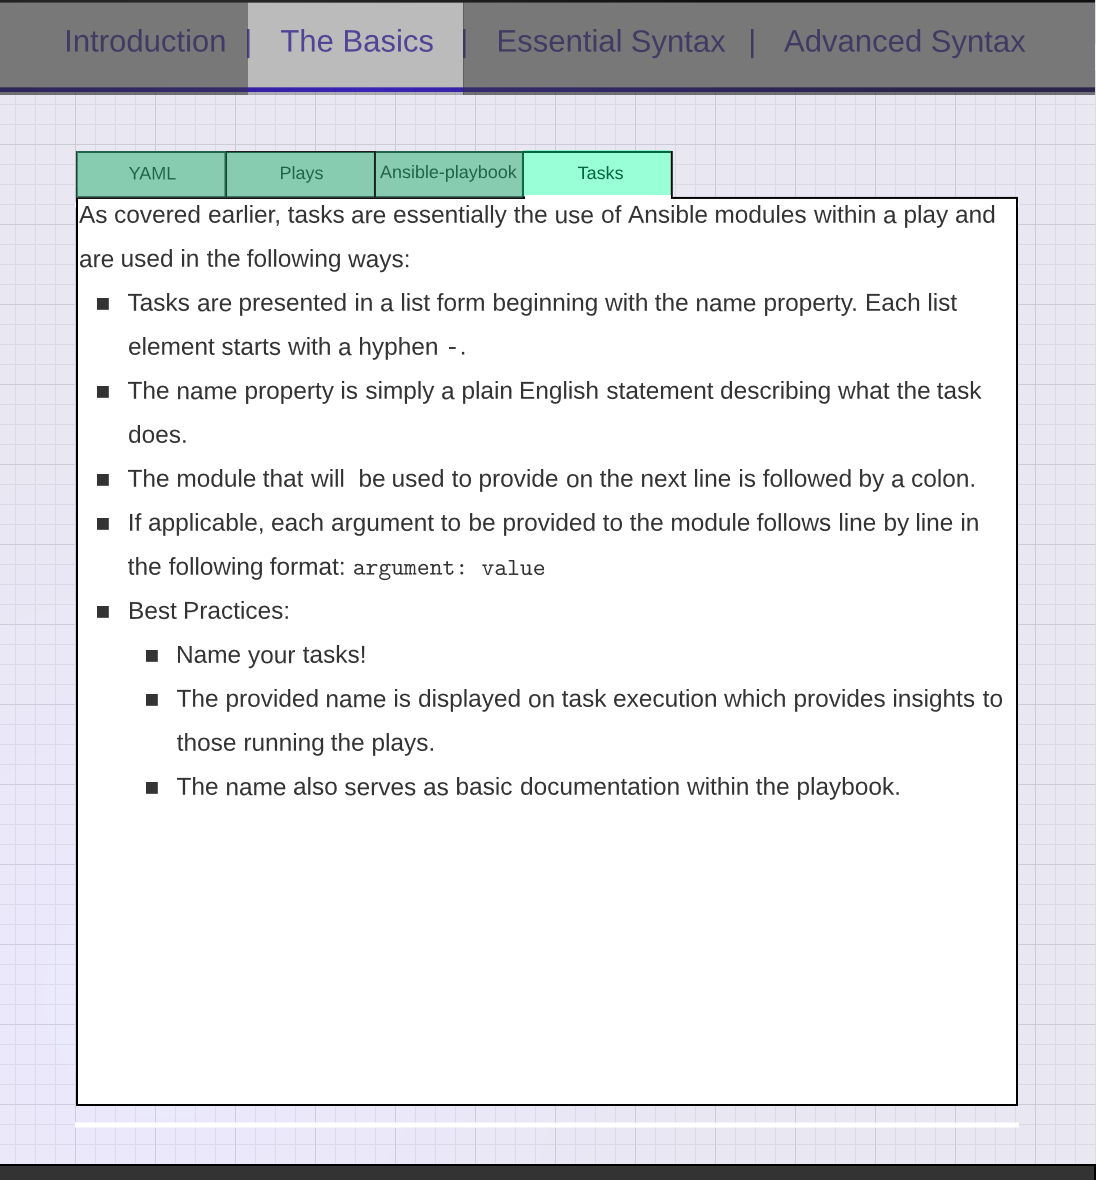 Introduction | The Basics | Essential Syntax | Advanced Syntax
YAML Plays Ansible-playbook Tasks
As covered earlier, tasks are essentially the use of Ansible modules within a play and
are used in the following ways:
■ Tasks are presented in a list form beginning with the name property. Each list
element starts with a hyphen -.
■ The name property is simply a plain English statement describing what the task
does.
■ The module that will  be used to provide on the next line is followed by a colon.
■ If applicable, each argument to be provided to the module follows line by line in
the following format: argument: value
■ Best Practices:
■ Name your tasks!
■ The provided name is displayed on task execution which provides insights to
those running the plays.
■ The name also serves as basic documentation within the playbook.